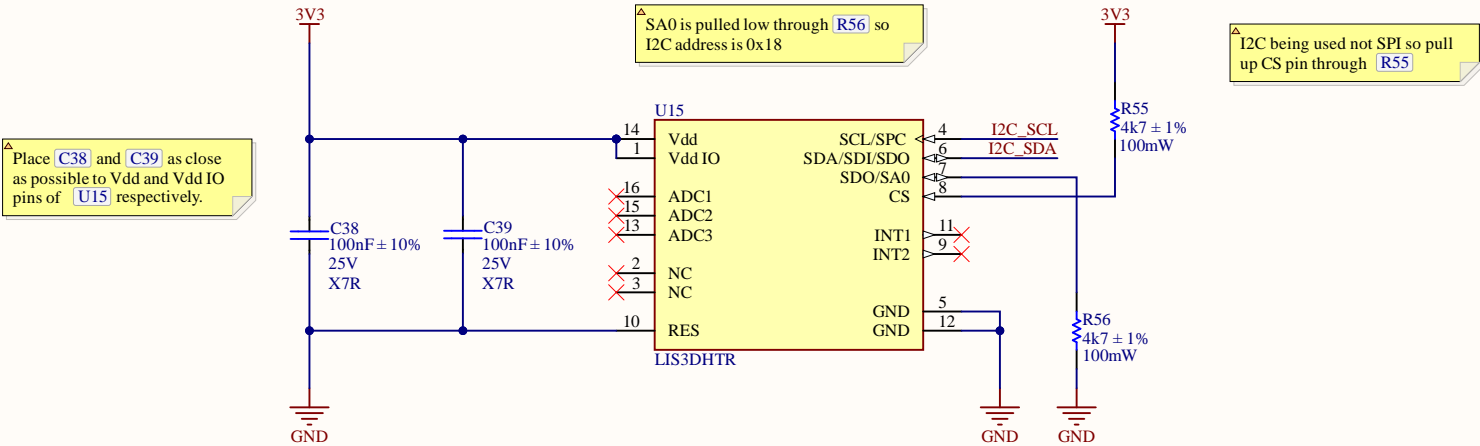 3V3
SA0 is pulled low through R56 so
I2C address is 0x18
3V3
I2C being used not SPI so pull
up CS pin through R55
Place C38 and C39 as close
as possible to Vdd and Vdd IO
pins of U15 respectively.
C38
100nF ± 10%
25V
X7R
C39
100nF ± 10%
25V
X7R
U15
14 Vdd
1 Vdd IO
16 ADC1
15 ADC2
13 ADC3
2 NC
3 NC
10 RES
SCL/SPC 4 I2C_SCL
SDA/SDI/SDO 6 I2C_SDA
SDO/SA0 7
CS 8
INT1 11
INT2 9
GND 5
GND 12
LIS3DHTR
R55
4k7 ± 1%
100mW
R56
4k7 ± 1%
100mW
GND
GND
GND